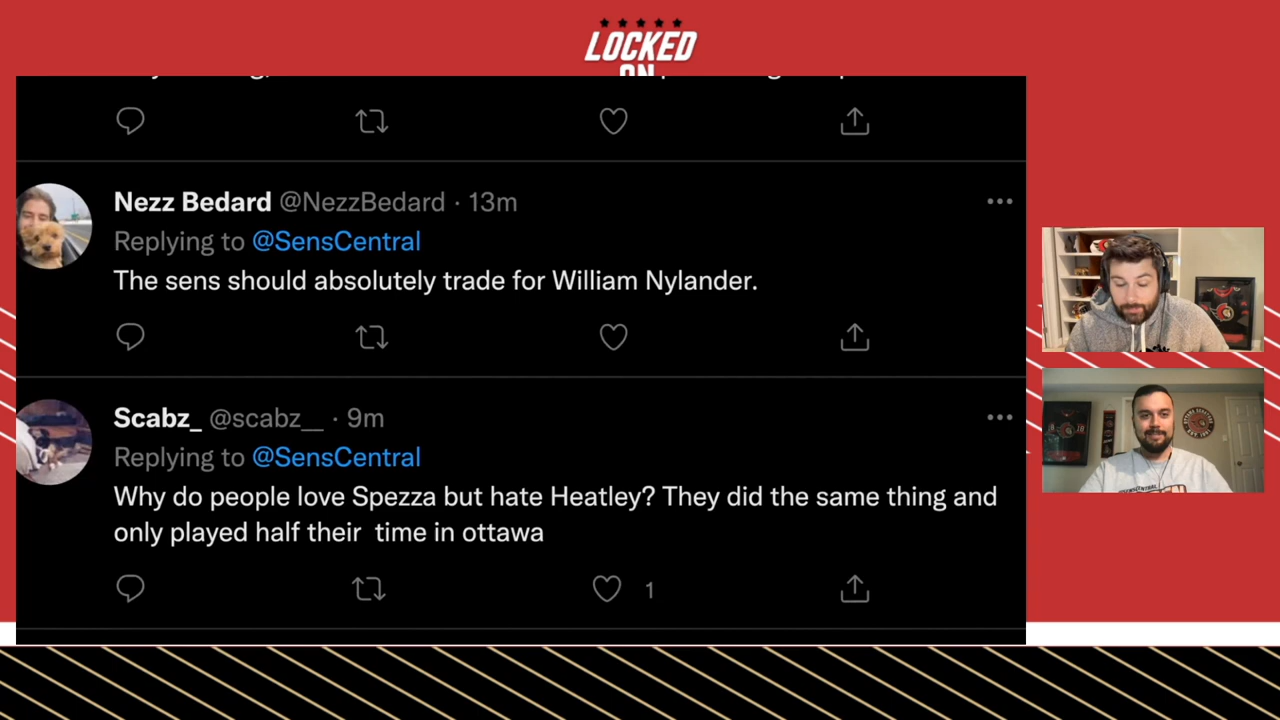 LOCKED
ON
Nezz Bedard @NezzBedard · 13m
Replying to @SensCentral
The sens should absolutely trade for William Nylander.
Scabz_ @scabz__ · 9m
Replying to @SensCentral
Why do people love Spezza but hate Heatley? They did the same thing and
only played half their time in ottawa
1